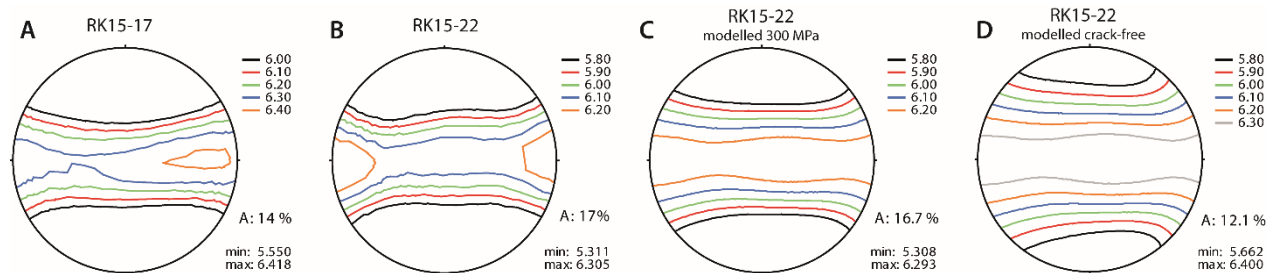 A
RK15-17
6.00
6.10
6.20
6.30
6.40
A: 14 %
min: 5.550
max: 6.418
B
RK15-22
5.80
5.90
6.00
6.10
6.20
A: 17%
min: 5.311
max: 6.305
C
RK15-22
modelled 300 MPa
5.80
5.90
6.00
6.10
6.20
A: 16.7 %
min: 5.308
max: 6.293
D
RK15-22
modelled crack-free
5.80
5.90
6.00
6.10
6.20
6.30
A: 12.1 %
min: 5.662
max: 6.400